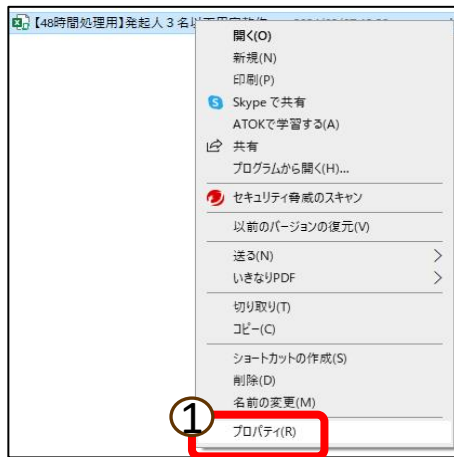 【48時間処理用】発起人3名以
開く(O)
新規(N)
印刷(P)
Skype で共有
ATOKで学習する(A)
共有
プログラムから開く(H)...
セキュリティ脅威のスキャン
以前のバージョンの復元(V)
送る(N)
いきなりPDF
切り取り(T)
コピー(C)
ショートカットの作成(S)
削除(D)
名前の変更(M)
①
プロパティ(R)